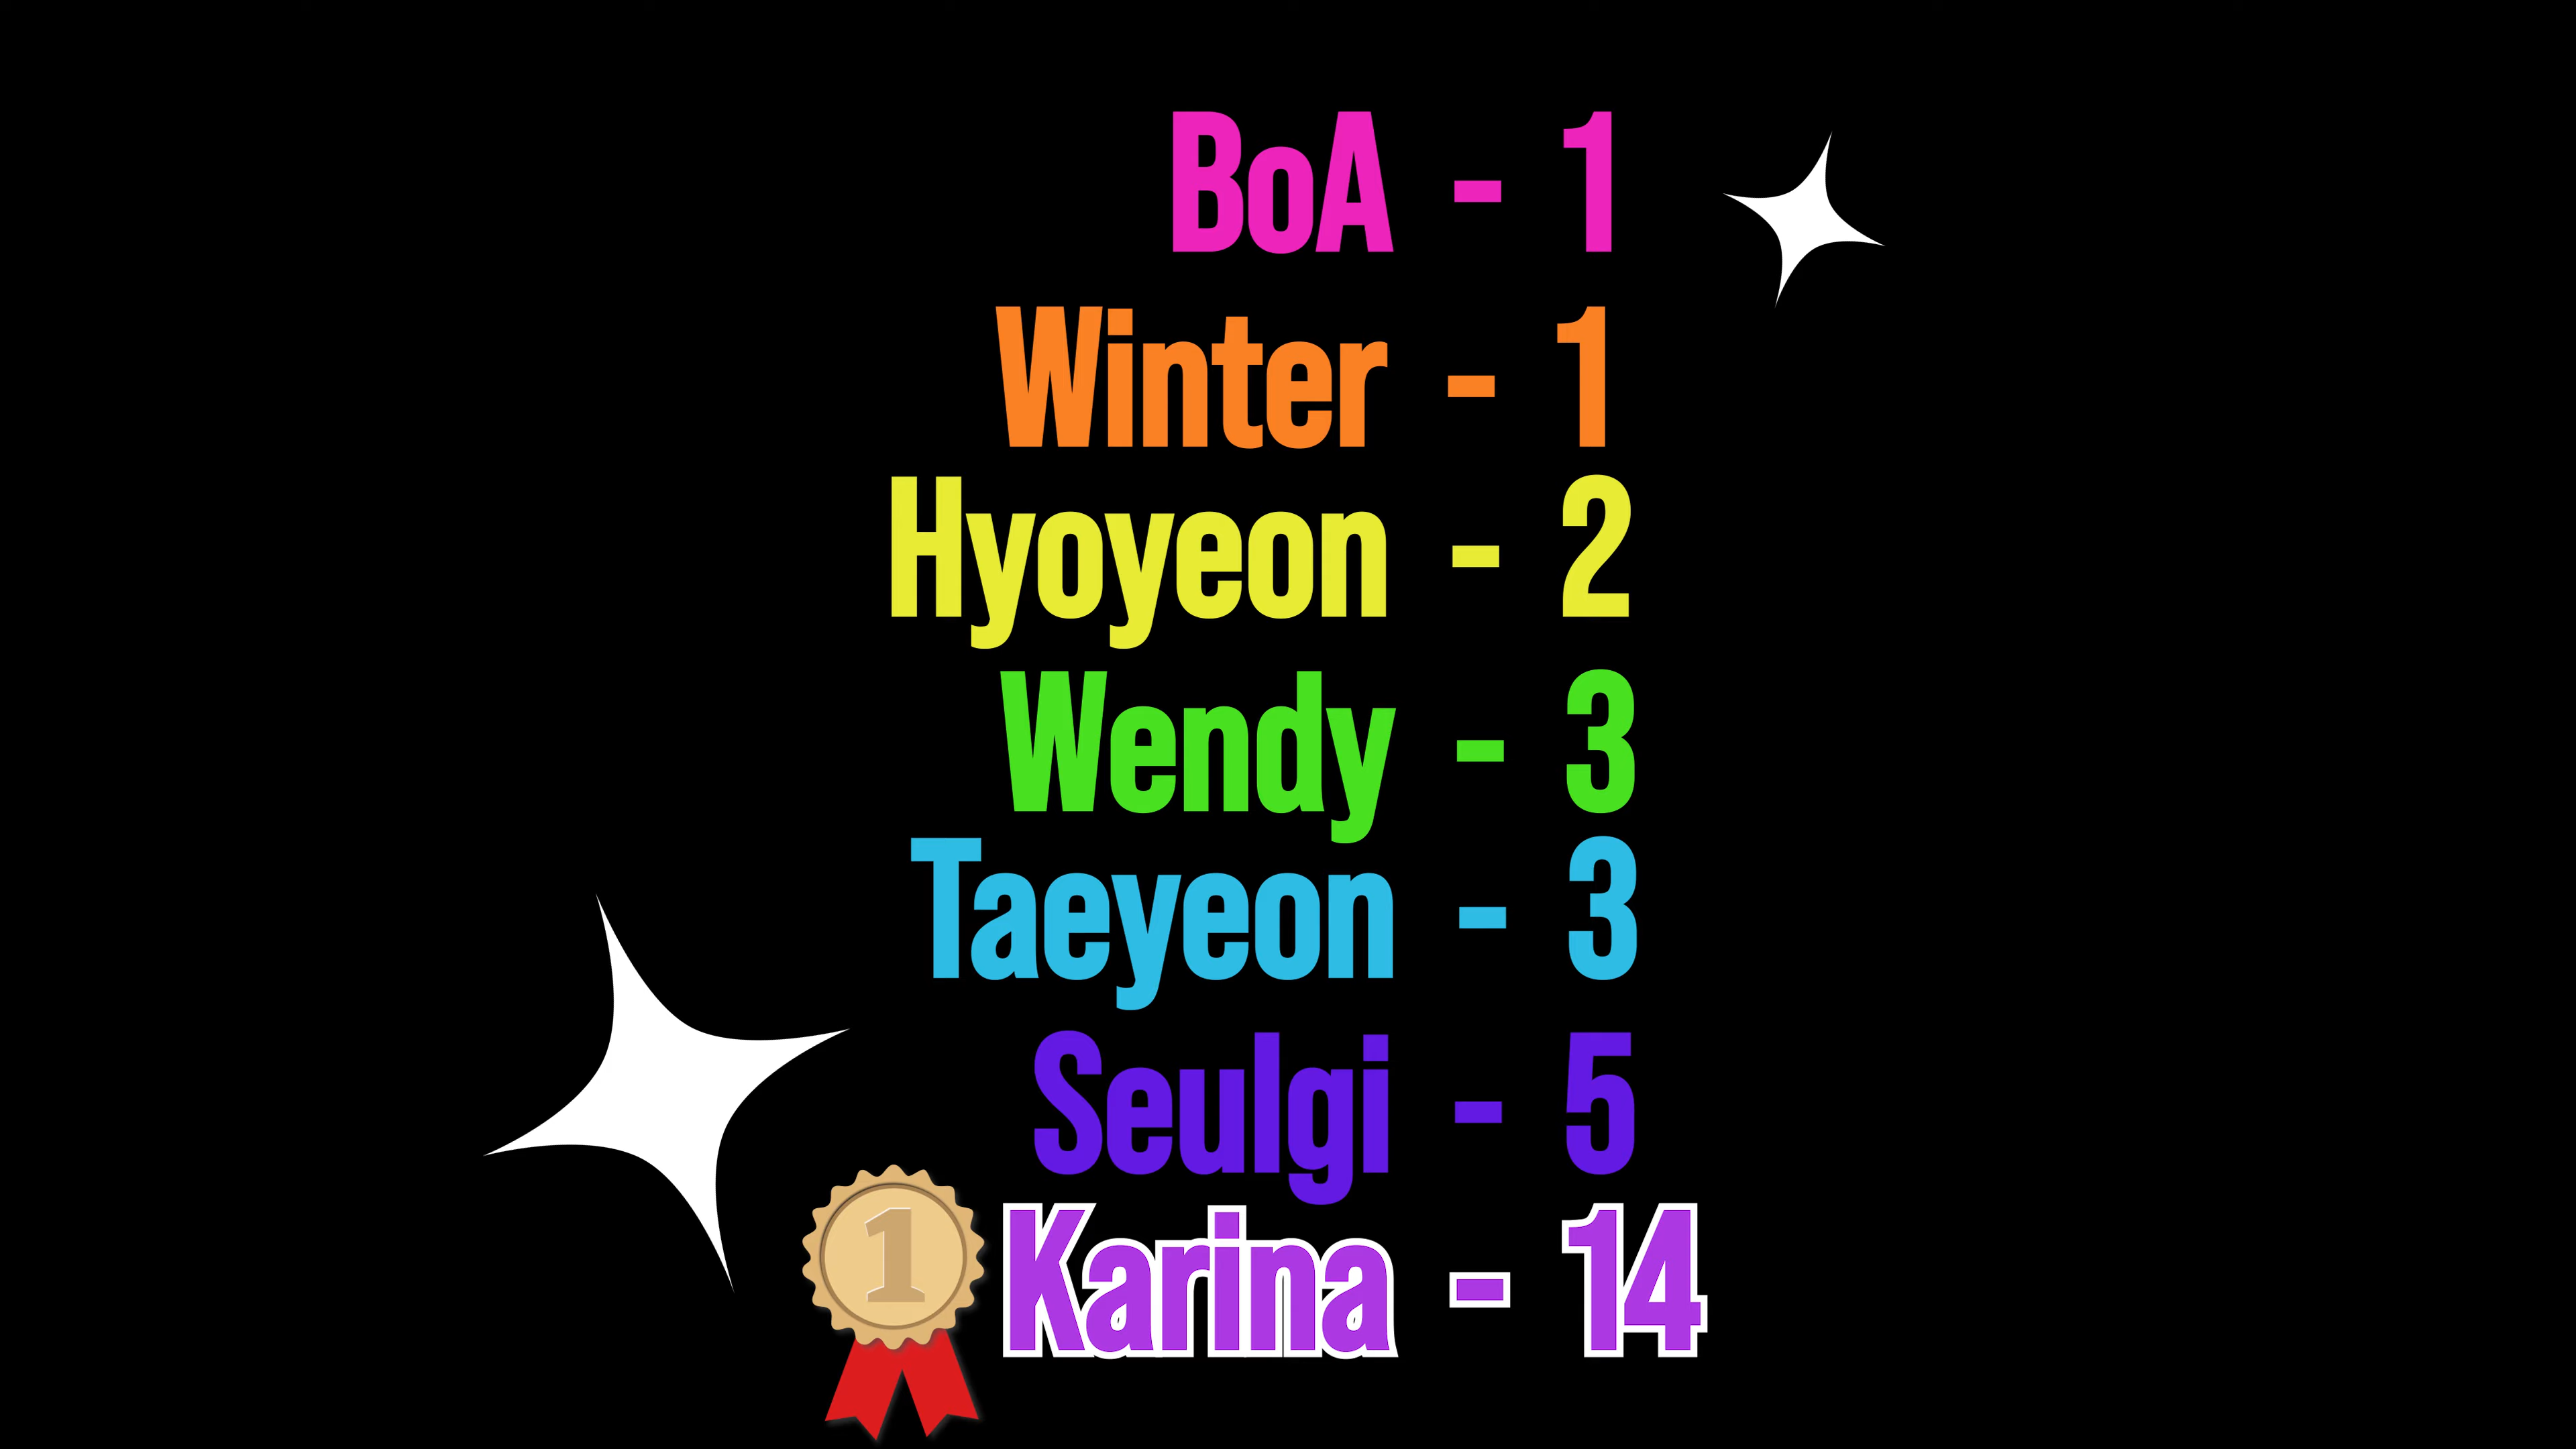 BoA - 1
Winter - 1
Hyoyeon - 2
Wendy - 3
Taeyeon - 3
Seulgi - 5
1 Karina - 14